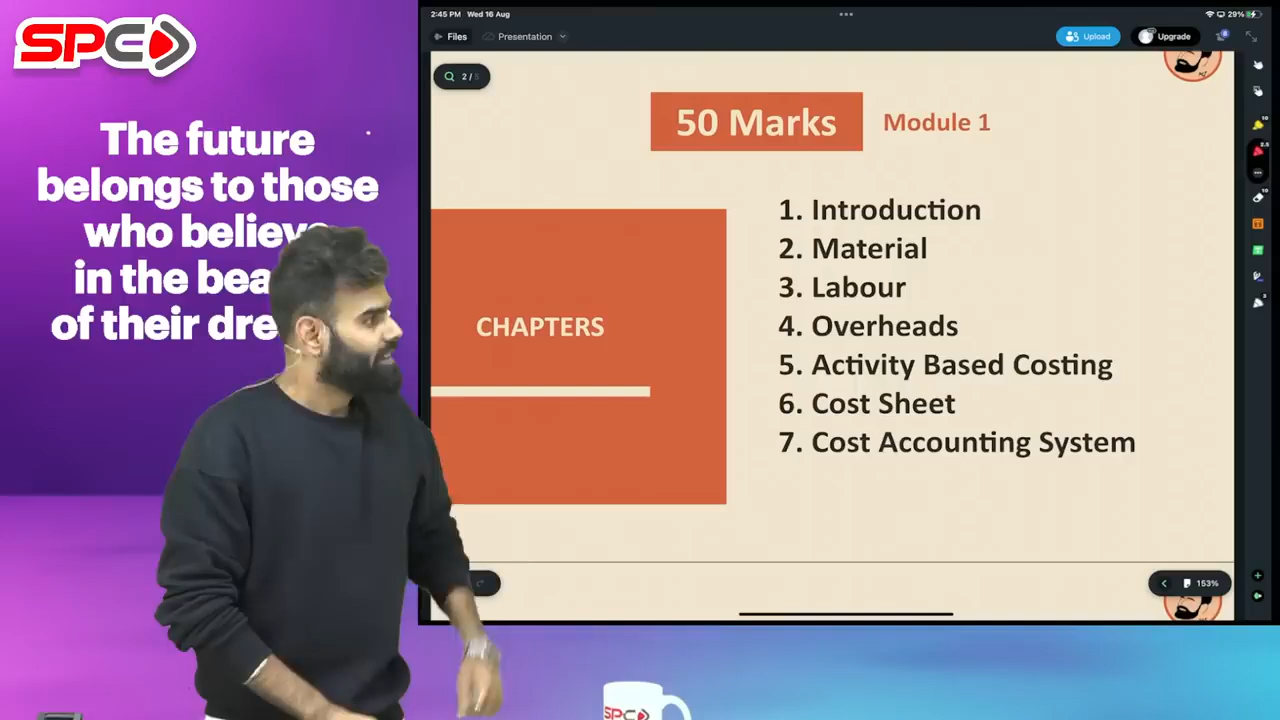 SPC
The future
belongs to those
who believe
in the bea
of their dre
2:45 PM Wed 16 Aug
29%
Files
Presentation
Upload
Upgrade
2 / 5
50 Marks
Module 1
CHAPTERS
1. Introduction
2. Material
3. Labour
4. Overheads
5. Activity Based Costing
6. Cost Sheet
7. Cost Accounting System
153%
SPC